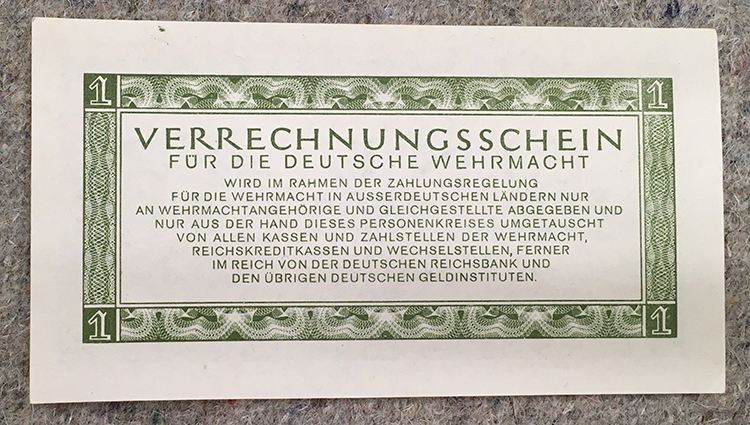 1 1
VERRECHNUNGSSCHEIN
FÜR DIE DEUTSCHE WEHRMACHT
WIRD IM RAHMEN DER ZAHLUNGSREGELUNG
FÜR DIE WEHRMACHT IN AUSSERDEUTSCHEN LÄNDERN NUR
AN WEHRMACHTANGEHÖRIGE UND GLEICHGESTELLTE ABGEGEBEN UND
NUR AUS DER HAND DIESES PERSONENKREISES UMGETAUSCHT
VON ALLEN KASSEN UND ZAHLSTELLEN DER WEHRMACHT,
REICHSKREDITKASSEN UND WECHSELSTELLEN, FERNER
IM REICH VON DER DEUTSCHEN REICHSBANK UND
DEN ÜBRIGEN DEUTSCHEN GELDINSTITUTEN.
1 1